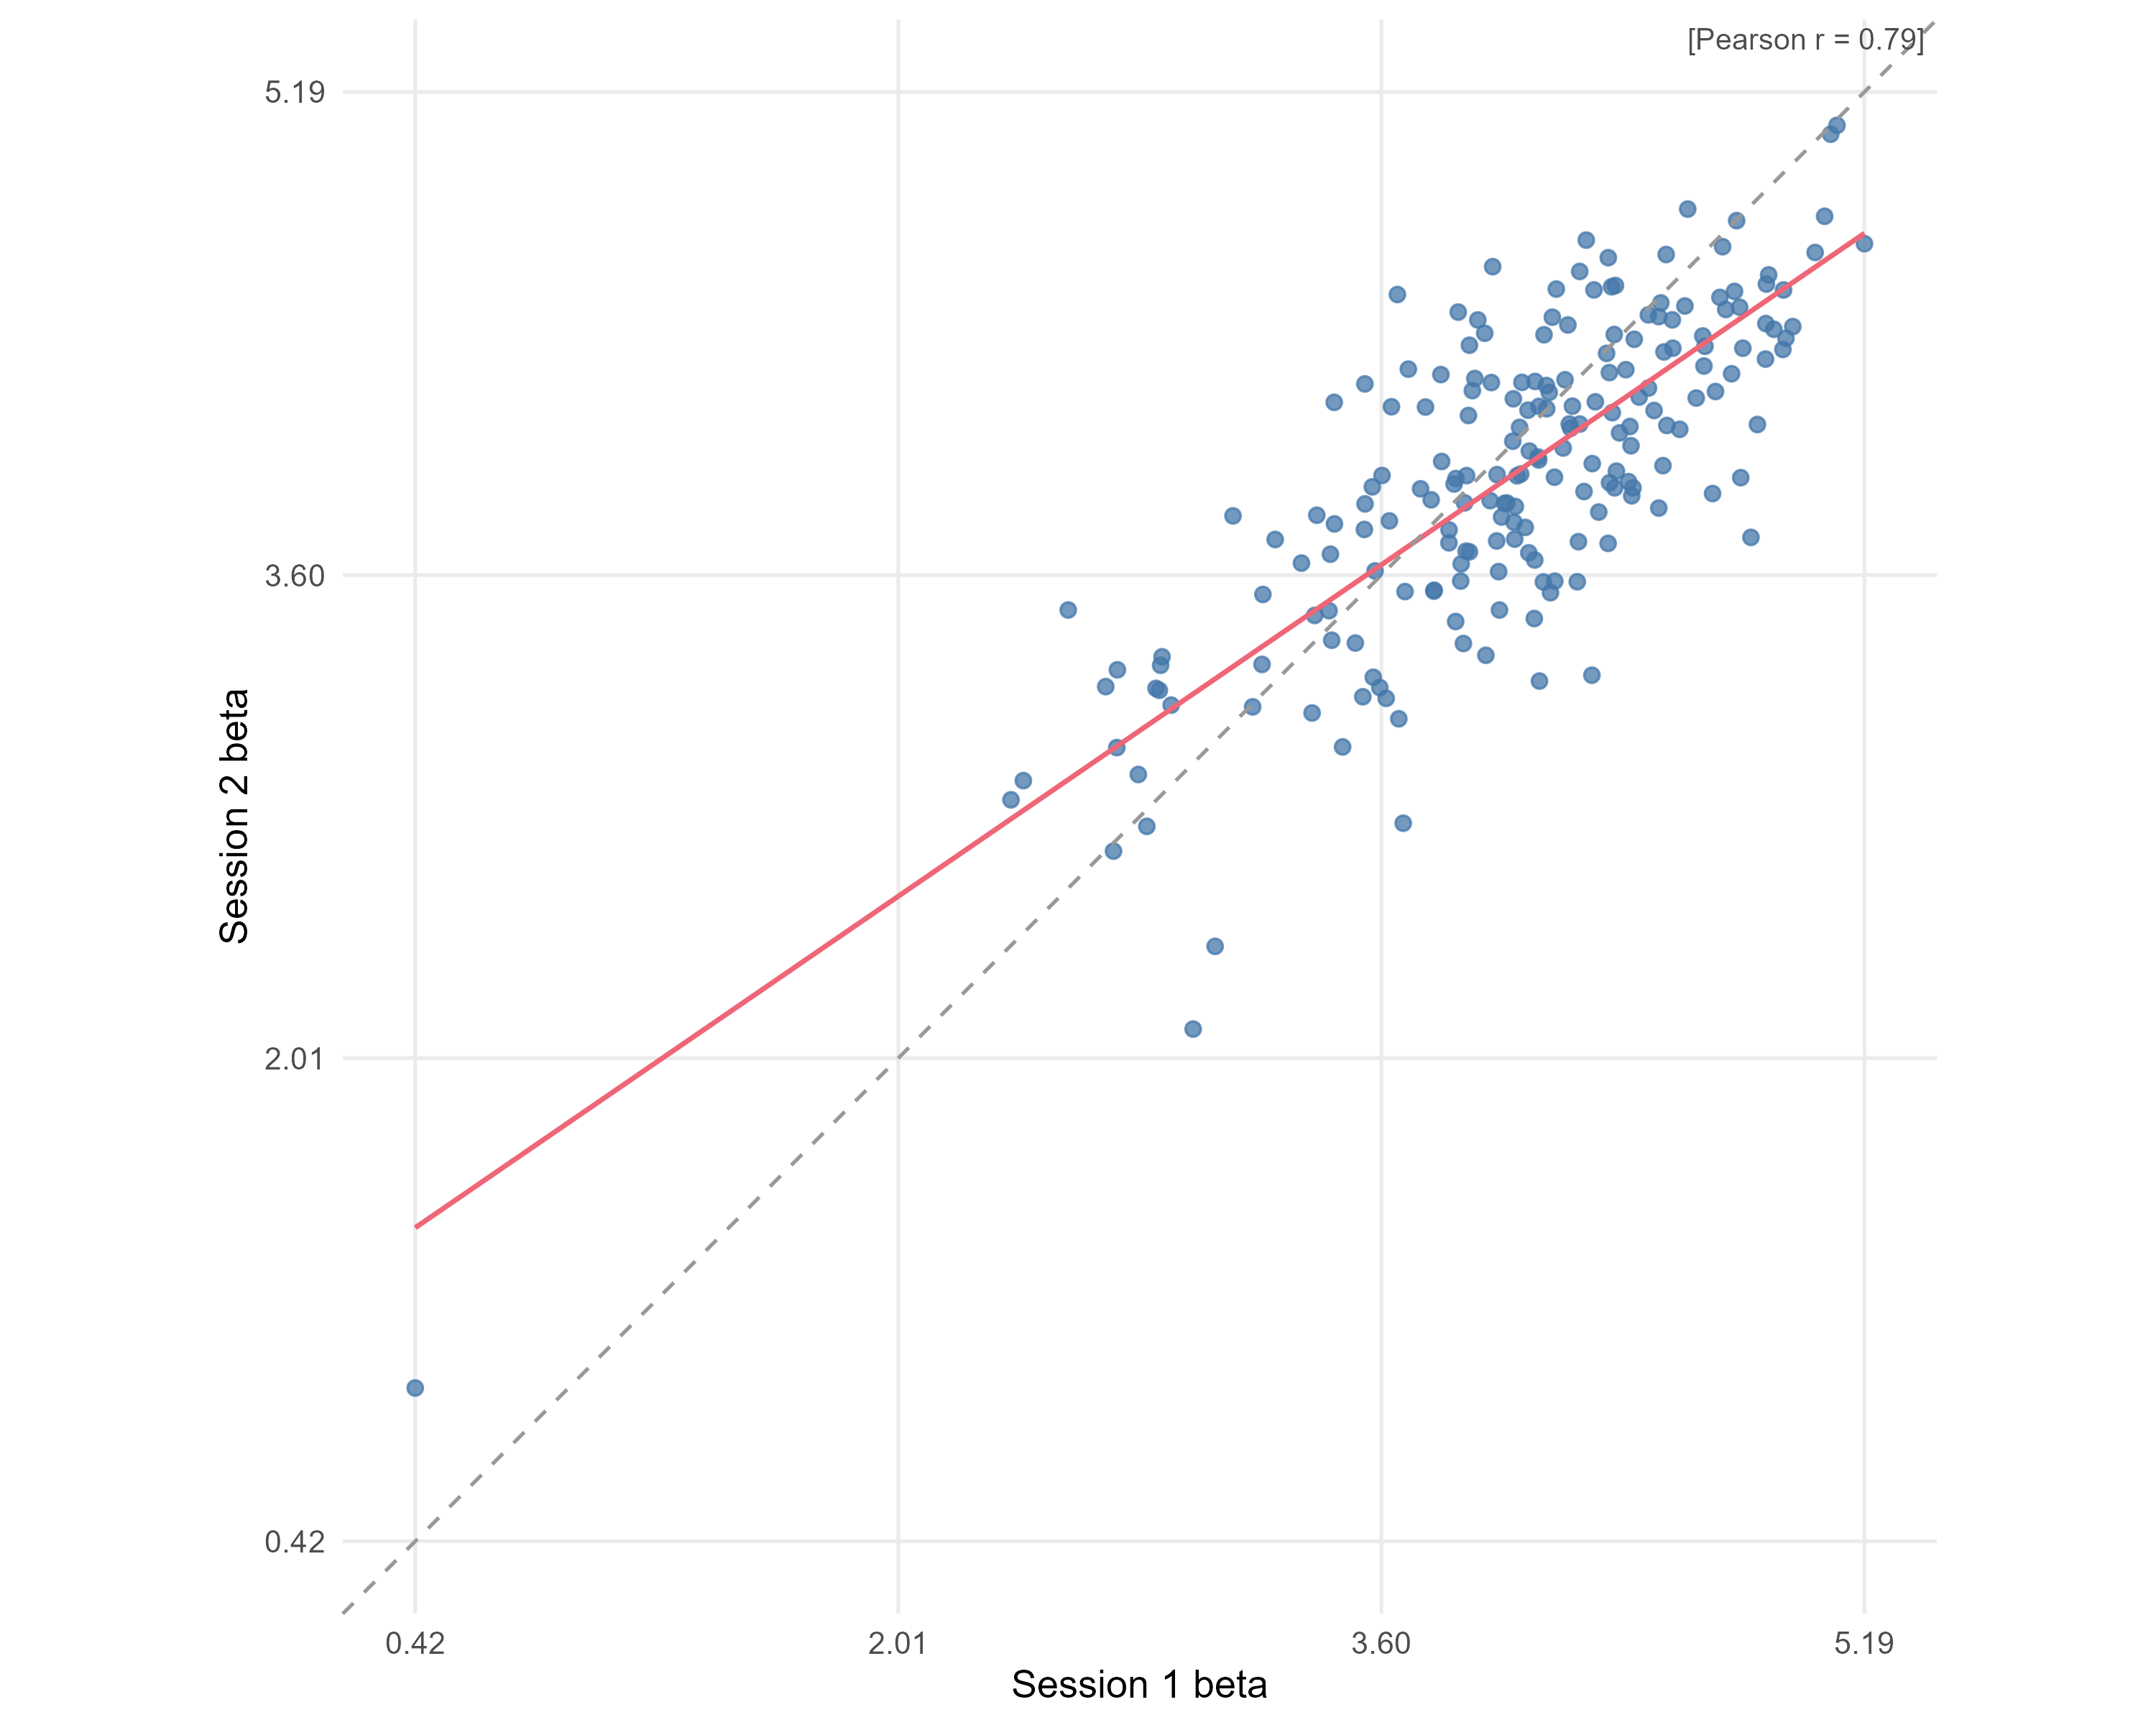 [Pearson r = 0.79]
5.19
3.60
2.01
0.42
Session 2 beta
0.42 2.01 3.60 5.19
Session 1 beta